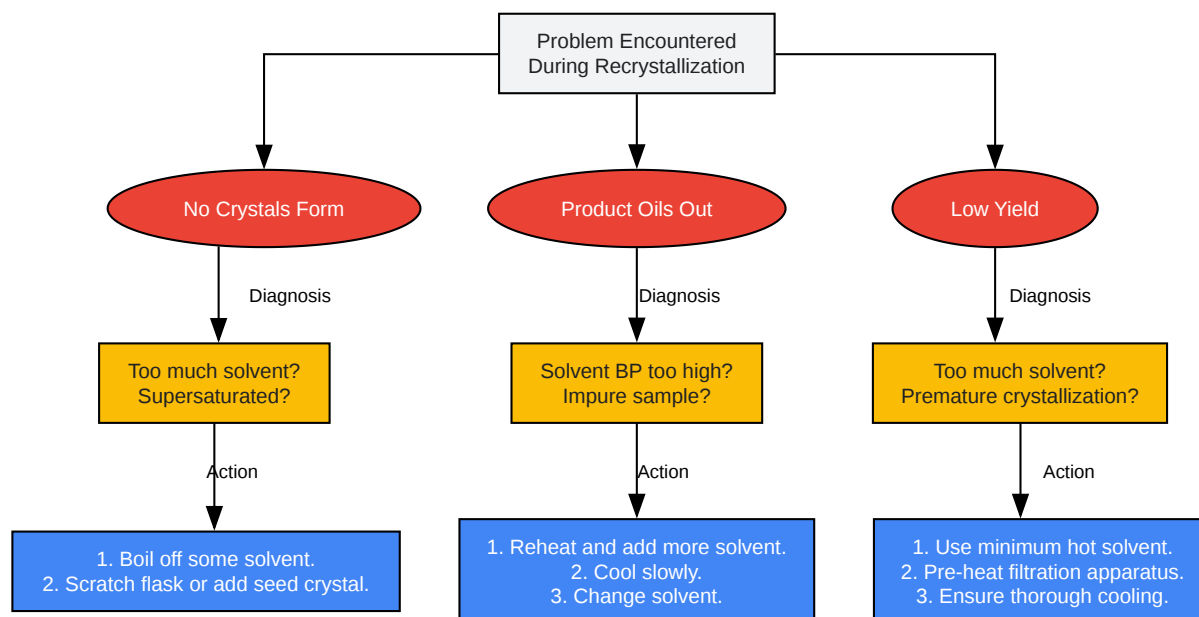 Problem Encountered
During Recrystallization
No Crystals Form
Product Oils Out
Low Yield
Diagnosis
Diagnosis
Diagnosis
Too much solvent?
Supersaturated?
Solvent BP too high?
Impure sample?
Too much solvent?
Premature crystallization?
Action
Action
Action
1. Boil off some solvent.
2. Scratch flask or add seed crystal.
1. Reheat and add more solvent.
2. Cool slowly.
3. Change solvent.
1. Use minimum hot solvent.
2. Pre-heat filtration apparatus.
3. Ensure thorough cooling.